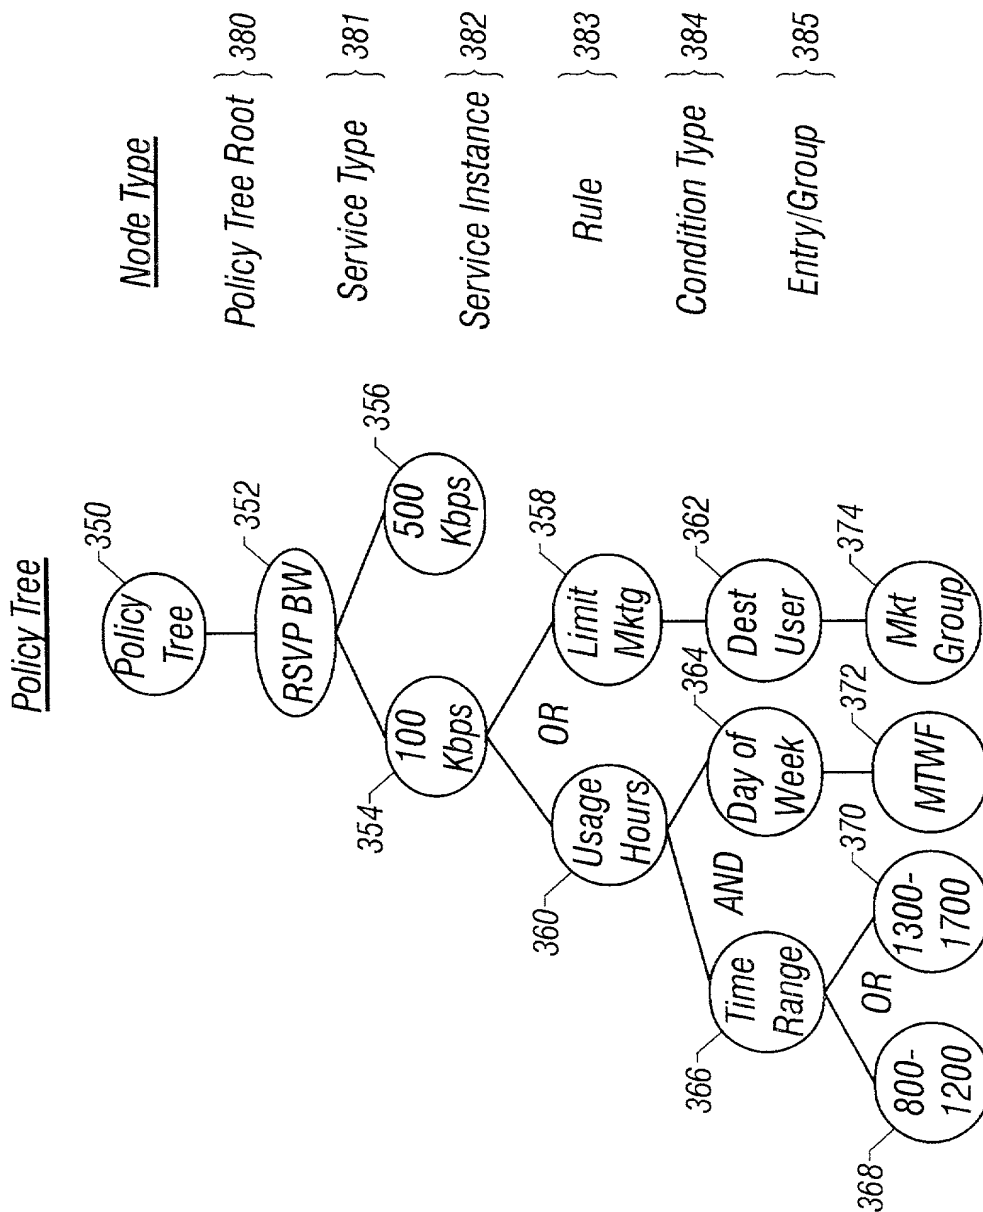 Policy Tree
Node Type
Policy
Tree
350
Policy Tree Root
380
RSVP BW
352
Service Type
381
100
Kbps
354
500
Kbps
356
Service Instance
382
OR
Usage
Hours
360
Limit
Mktg
358
Rule
383
AND
Time
Range
366
Day of
Week
364
Dest
User
362
Condition Type
384
OR
800-
1200
368
1300-
1700
370
MTWF
372
Mkt
Group
374
Entry/Group
385